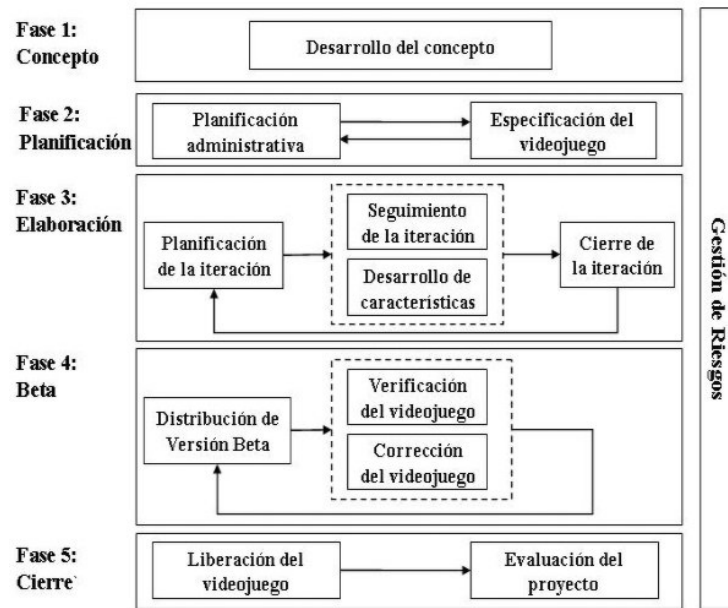 Fase 1:
Concepto
Desarrollo del concepto
Fase 2:
Planificación
Planificación
administrativa
Especificación del
videojuego
Fase 3:
Elaboración
Planificación
de la iteración
Seguimiento
de la iteración
Desarrollo de
características
Cierre de
la iteración
Fase 4:
Beta
Distribución de
Versión Beta
Verificación
del videojuego
Corrección
del videojuego
Fase 5:
Cierre
Liberación del
videojuego
Evaluación del
proyecto
Gestión de Riesgos